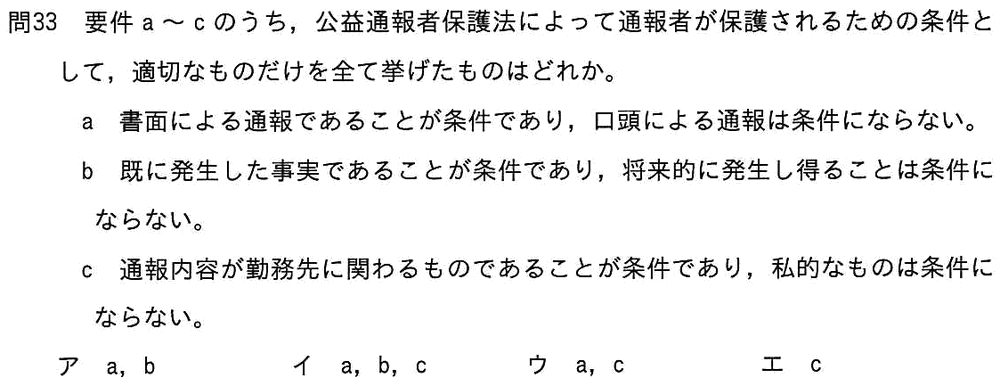 問33 要件 a ～ c のうち，公益通報者保護法によって通報者が保護されるための条件と
して，適切なものだけを全て挙げたものはどれか。
a 書面による通報であることが条件であり，口頭による通報は条件にならない。
b 既に発生した事実であることが条件であり，将来的に発生し得ることは条件に
ならない。
c 通報内容が勤務先に関わるものであることが条件であり，私的なものは条件に
ならない。
ア a，b イ a，b，c ウ a，c エ c